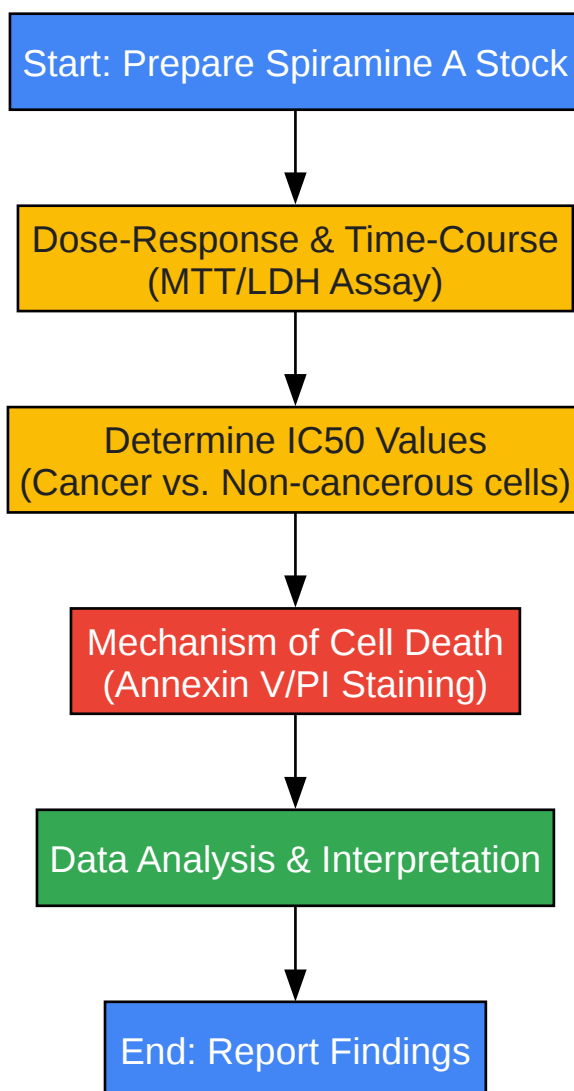 Start: Prepare Spiramine A Stock
Dose-Response & Time-Course
(MTT/LDH Assay)
Determine IC50 Values
(Cancer vs. Non-cancerous cells)
Mechanism of Cell Death
(Annexin V/PI Staining)
Data Analysis & Interpretation
End: Report Findings